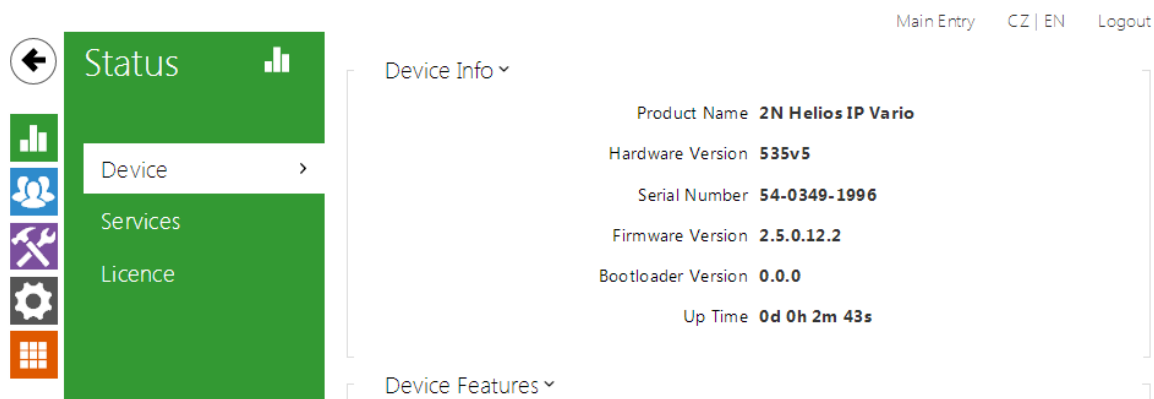 Main Entry CZ | EN Logout
Status
Device
Services
Licence
Device Info
Product Name 2N Helios IP Vario
Hardware Version 535v5
Serial Number 54-0349-1996
Firmware Version 2.5.0.12.2
Bootloader Version 0.0.0
Up Time 0d 0h 2m 43s
Device Features